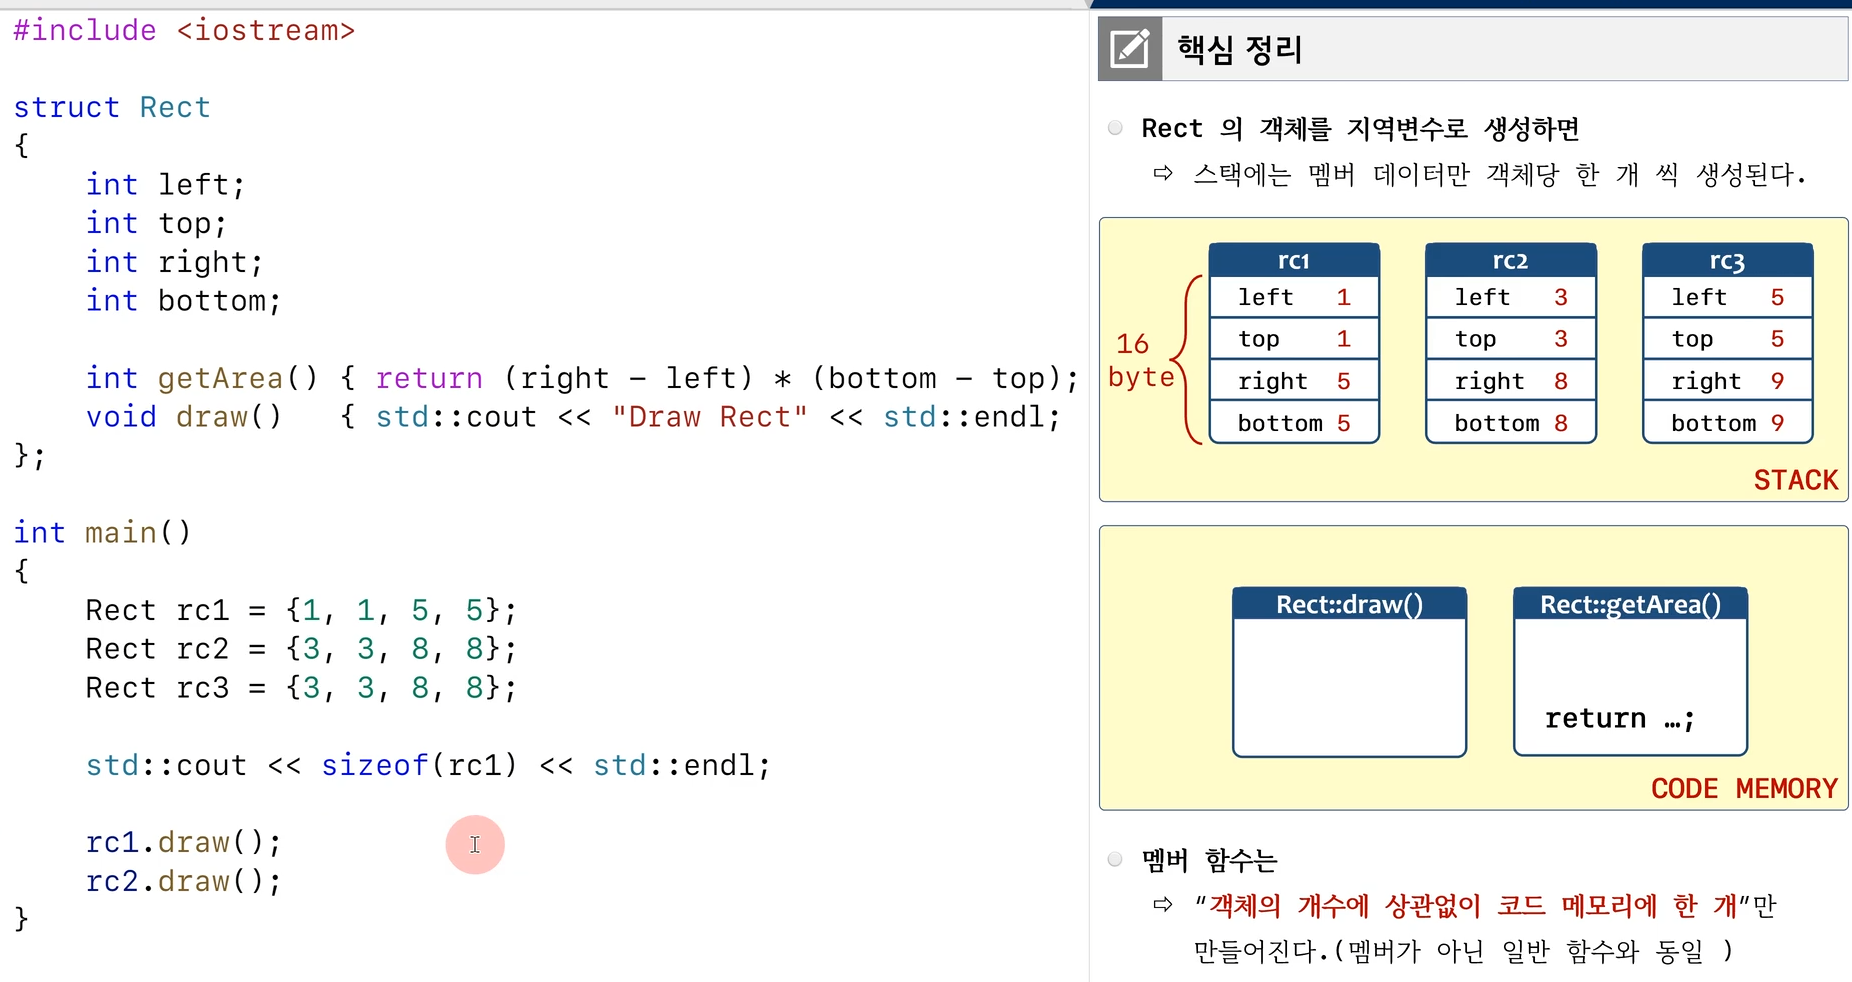 #include <iostream>
struct Rect
{
int left;
int top;
int right;
int bottom;
int getArea() { return (right - left) * (bottom - top);
void draw() { std::cout << "Draw Rect" << std::endl;
};
int main()
{
Rect rc1 = {1, 1, 5, 5};
Rect rc2 = {3, 3, 8, 8};
Rect rc3 = {3, 3, 8, 8};
std::cout << sizeof(rc1) << std::endl;
rc1.draw();
rc2.draw();
}
핵심 정리
Rect 의 객체를 지역변수로 생성하면
⇨ 스택에는 멤버 데이터만 객체당 한 개 씩 생성된다.
16
byte
rc1
left 1
top 1
right 5
bottom 5
rc2
left 3
top 3
right 8
bottom 8
rc3
left 5
top 5
right 9
bottom 9
STACK
Rect::draw()
Rect::getArea()
return …;
CODE MEMORY
멤버 함수는
⇨ “객체의 개수에 상관없이 코드 메모리에 한 개”만
만들어진다.(멤버가 아닌 일반 함수와 동일 )